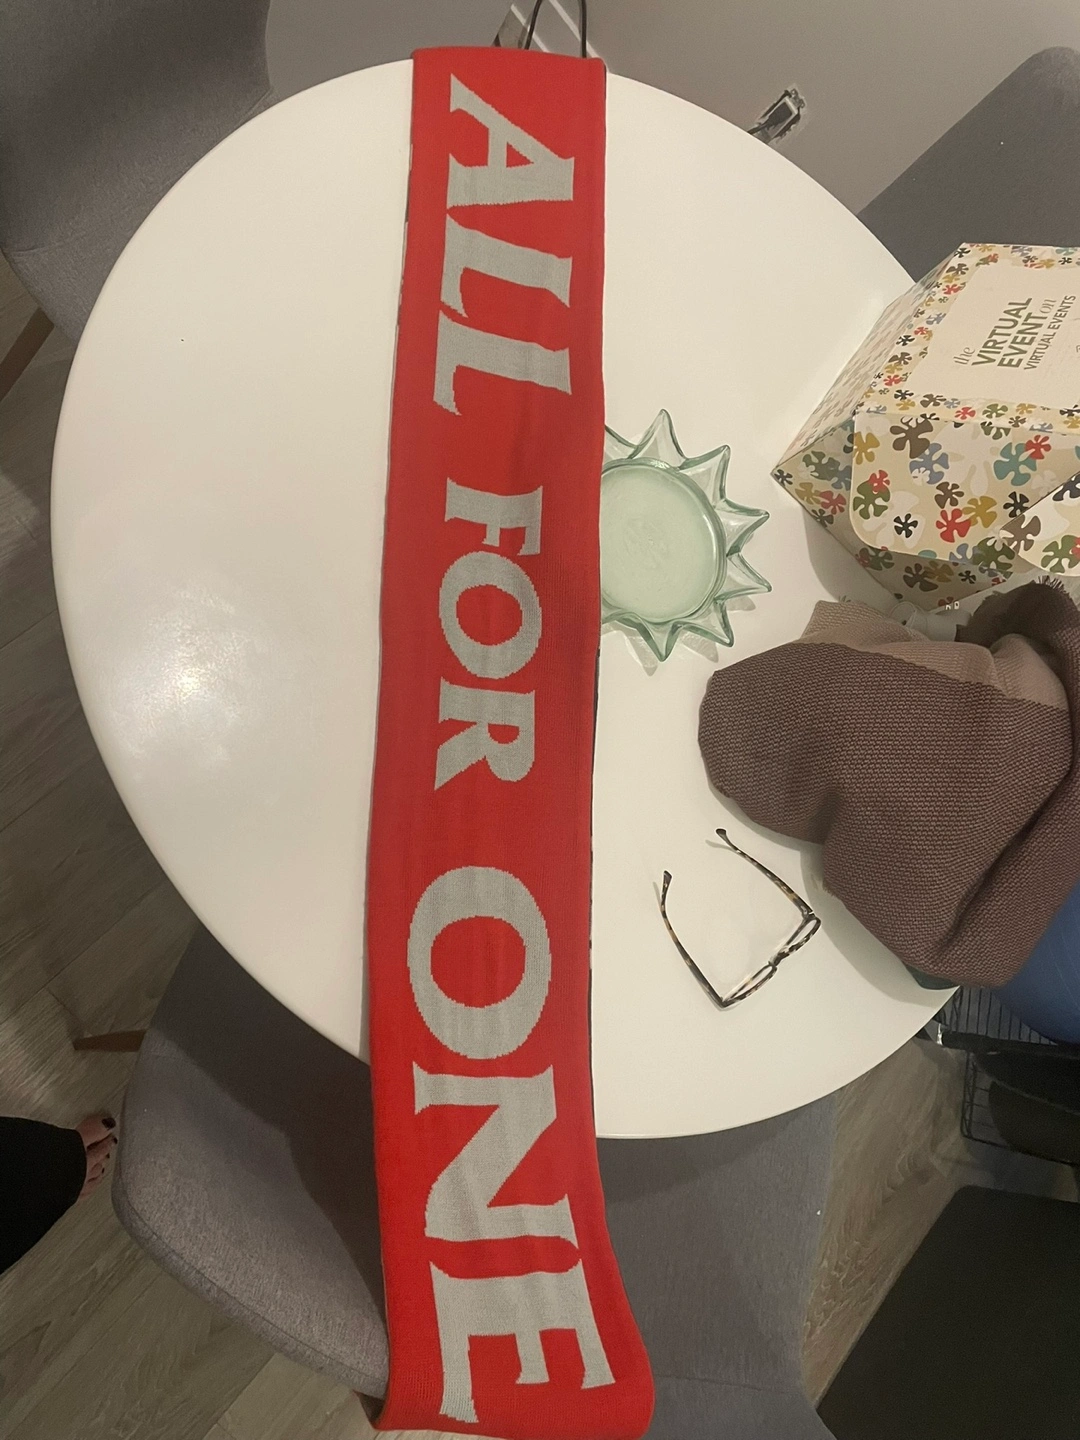 ALL FOR ONE
the
VIRTUAL
EVENT on
VIRTUAL EVENTS